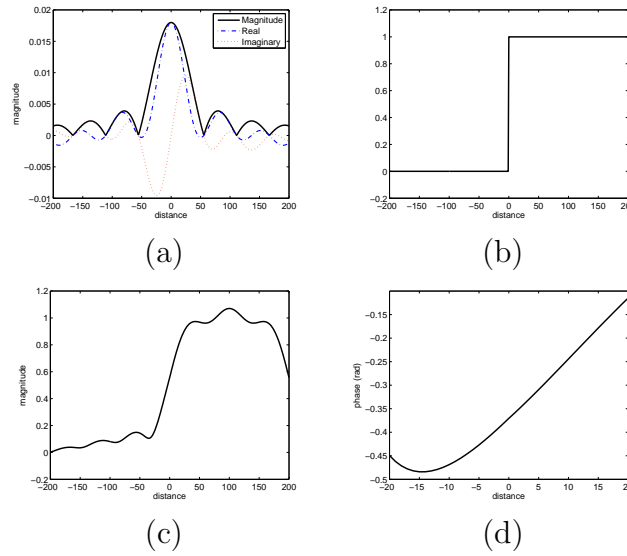 0.02
0.015
0.01
0.005
0
−0.005
−0.01
magnitude
Magnitude
Real
Imaginary
−200 −150 −100 −50 0 50 100 150 200
distance
(a)
1.2
1
0.8
0.6
0.4
0.2
0
−0.2
−200 −150 −100 −50 0 50 100 150 200
distance
(b)
1.2
1
0.8
0.6
0.4
0.2
0
−0.2
magnitude
−200 −150 −100 −50 0 50 100 150 200
distance
(c)
−0.15
−0.2
−0.25
−0.3
−0.35
−0.4
−0.45
−0.5
phase (rad)
−20 −15 −10 −5 0 5 10 15 20
distance
(d)